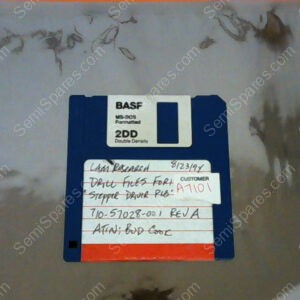 BASF
MS-DOS
Formatted
2DD
Double Density
LAM RESEARCH 8/23/94
DRILL FILES FOR:
CUSTOMER
A7101
"STEPPER DRIVER PCB"
710-57028-001 REV A
ATTN: BUD COOK
SemiSpares.com